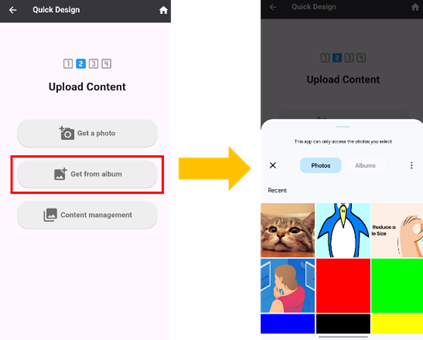 Quick Design
1 2 3 4
Upload Content
Get a photo
Get from album
Content management
Quick Design
1 2 3 4
Upload Content
This app can only access the photos you select
Photos
Albums
Recent
Reduce a
in Size